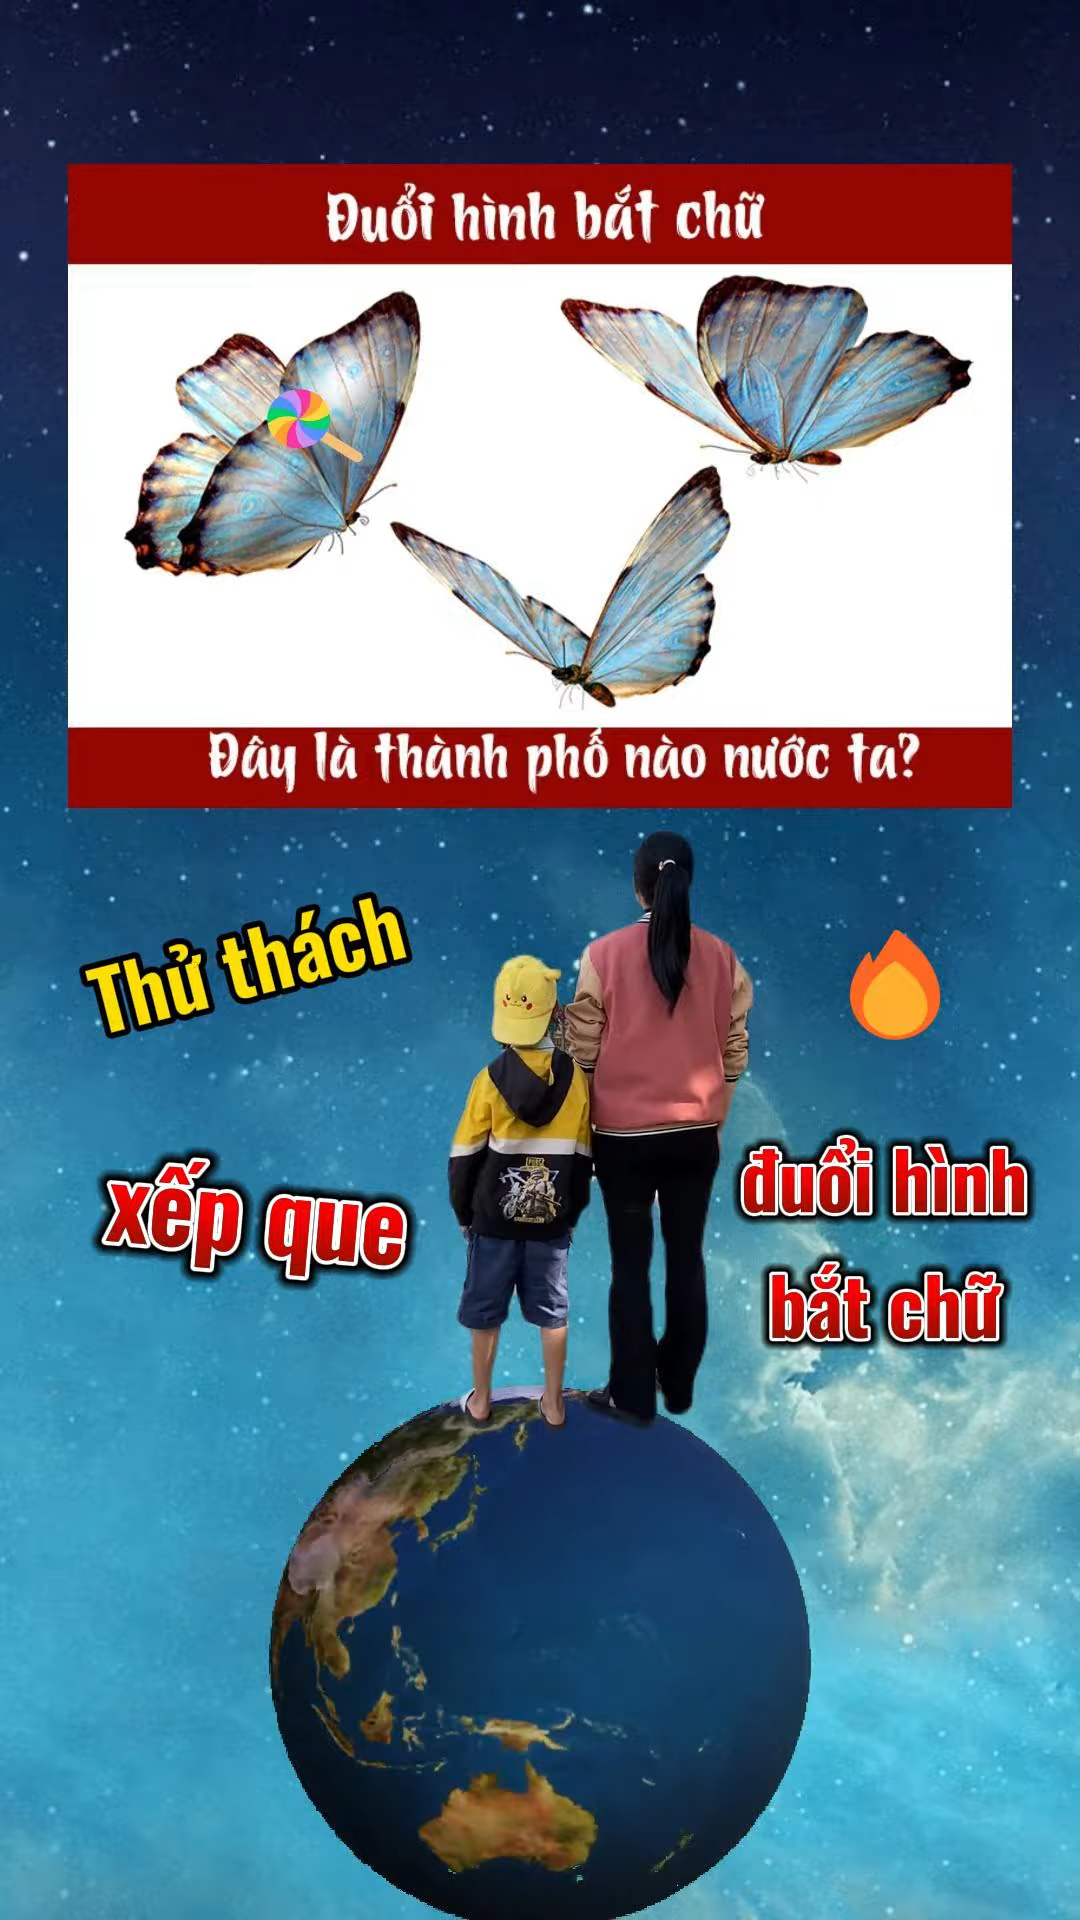 Đuổi hình bắt chữ
Đây là thành phố nào nước ta?
Thử thách
xếp que
đuổi hình
bắt chữ